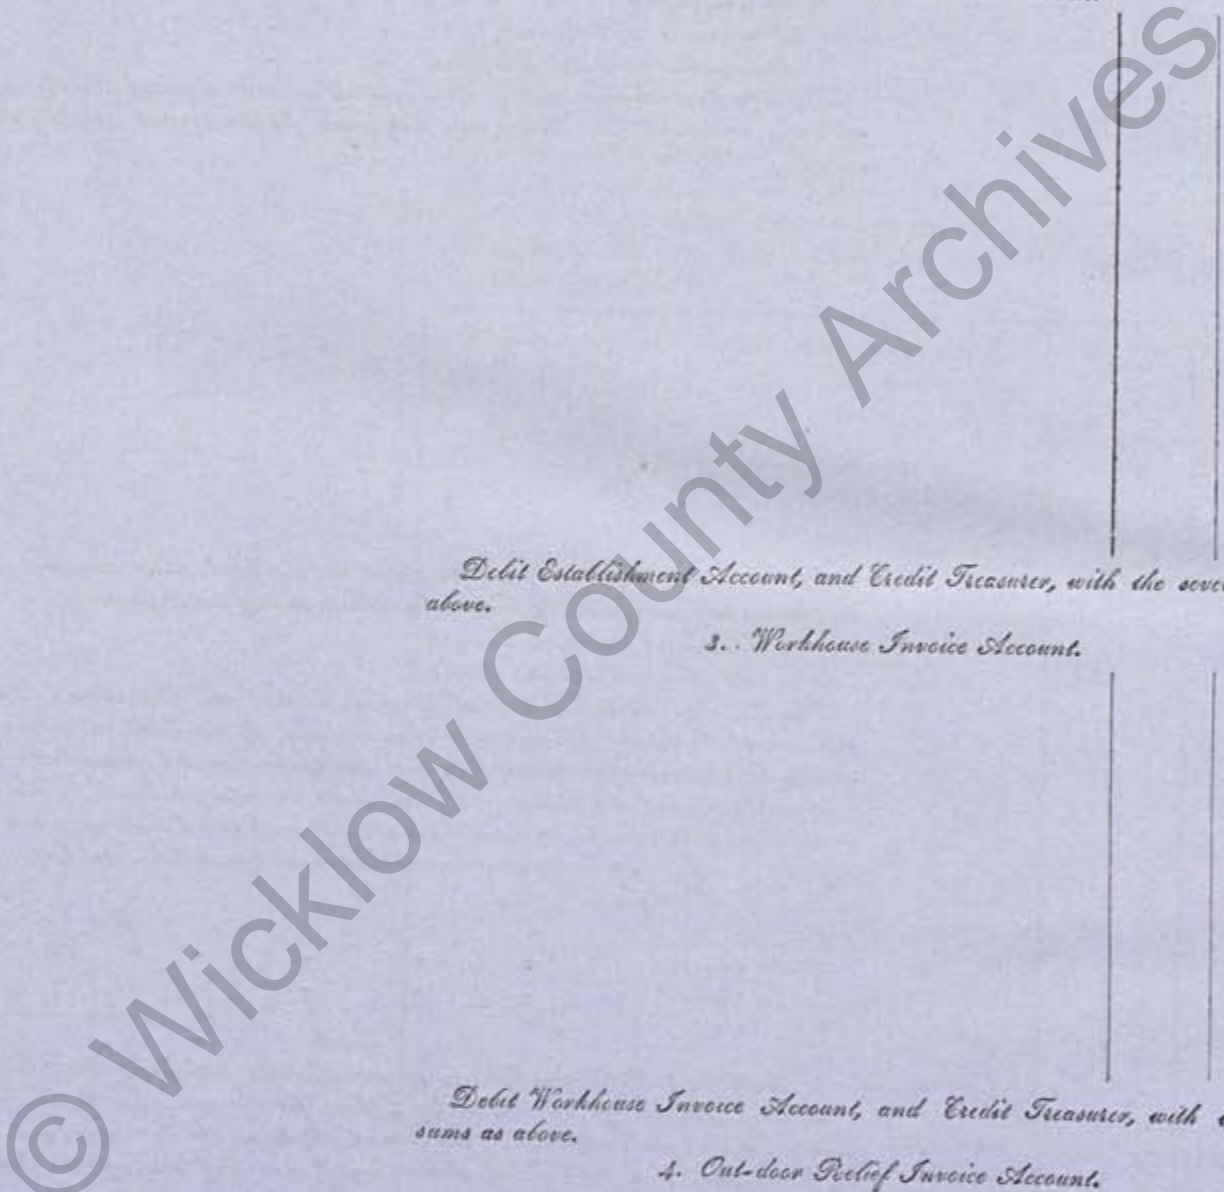 Debit Establishment Account, and Credit Treasurer, with the
above.
3. Workhouse Invoice Account.
Debit Workhouse Invoice Account, and Credit Treasurer, with
sums as above.
4. Out-door Relief Invoice Account.
© Wicklow County Archives